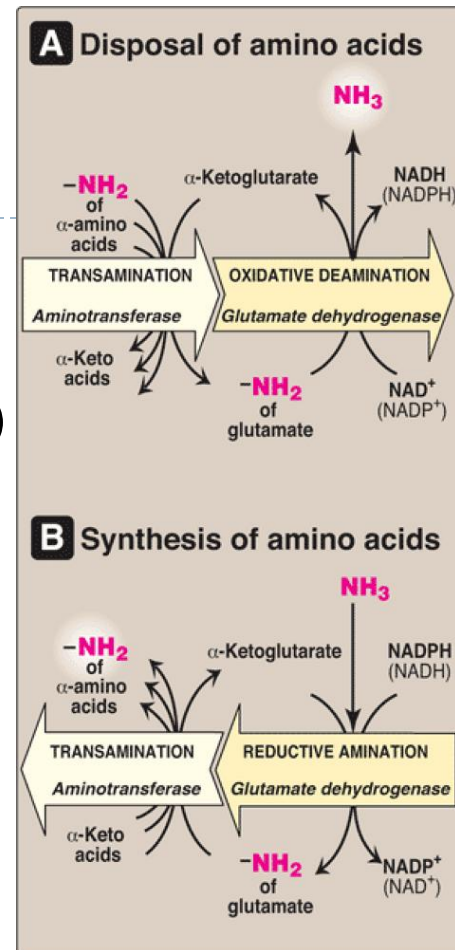 A Disposal of amino acids
NH₃
–NH₂
of
α-amino
acids
α-Ketoglutarate
NADH
(NADPH)
TRANSAMINATION
Aminotransferase
OXIDATIVE DEAMINATION
Glutamate dehydrogenase
α-Keto
acids
–NH₂
of
glutamate
NAD⁺
(NADP⁺)
)
B Synthesis of amino acids
NH₃
–NH₂
of
α-amino
acids
α-Ketoglutarate
NADPH
(NADH)
TRANSAMINATION
Aminotransferase
REDUCTIVE AMINATION
Glutamate dehydrogenase
α-Keto
acids
–NH₂
of
glutamate
NADP⁺
(NAD⁺)